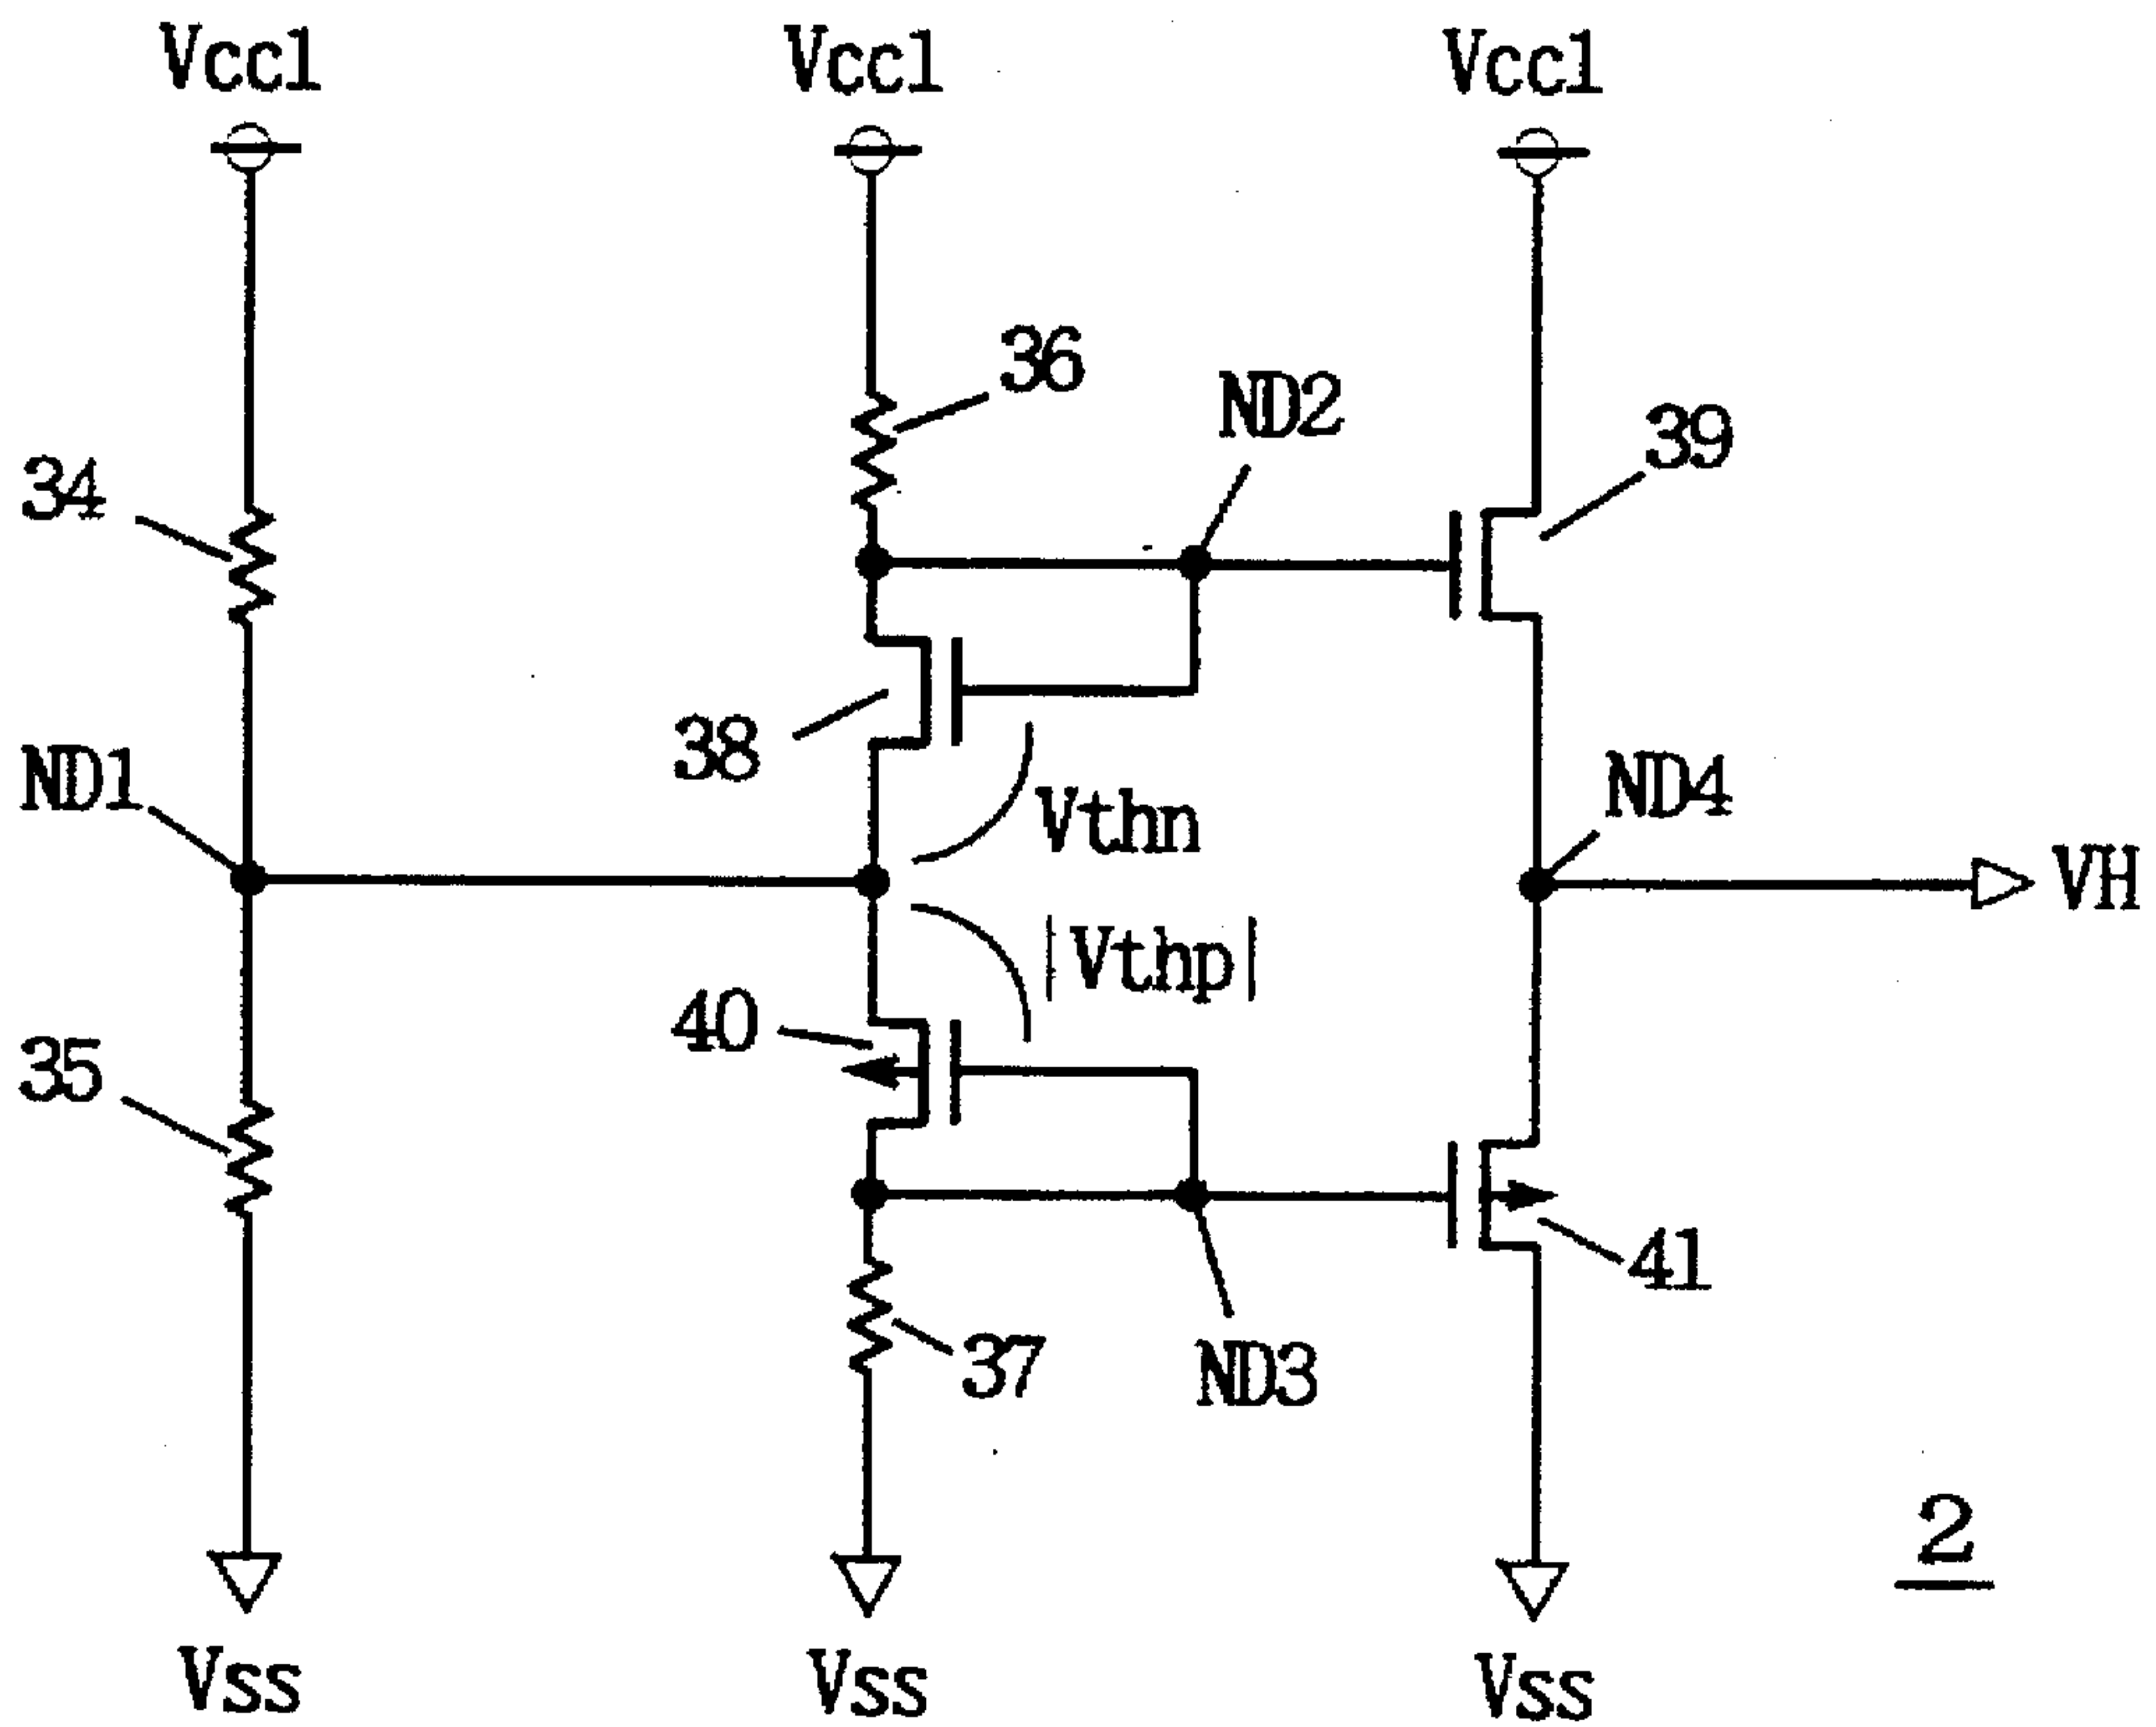 Vcc1 Vcc1 Vcc1
36
ND2
39
34
38
ND1
Vthn
ND4
VH
|Vthp|
40
35
41
37
ND3
2
Vss Vss Vss